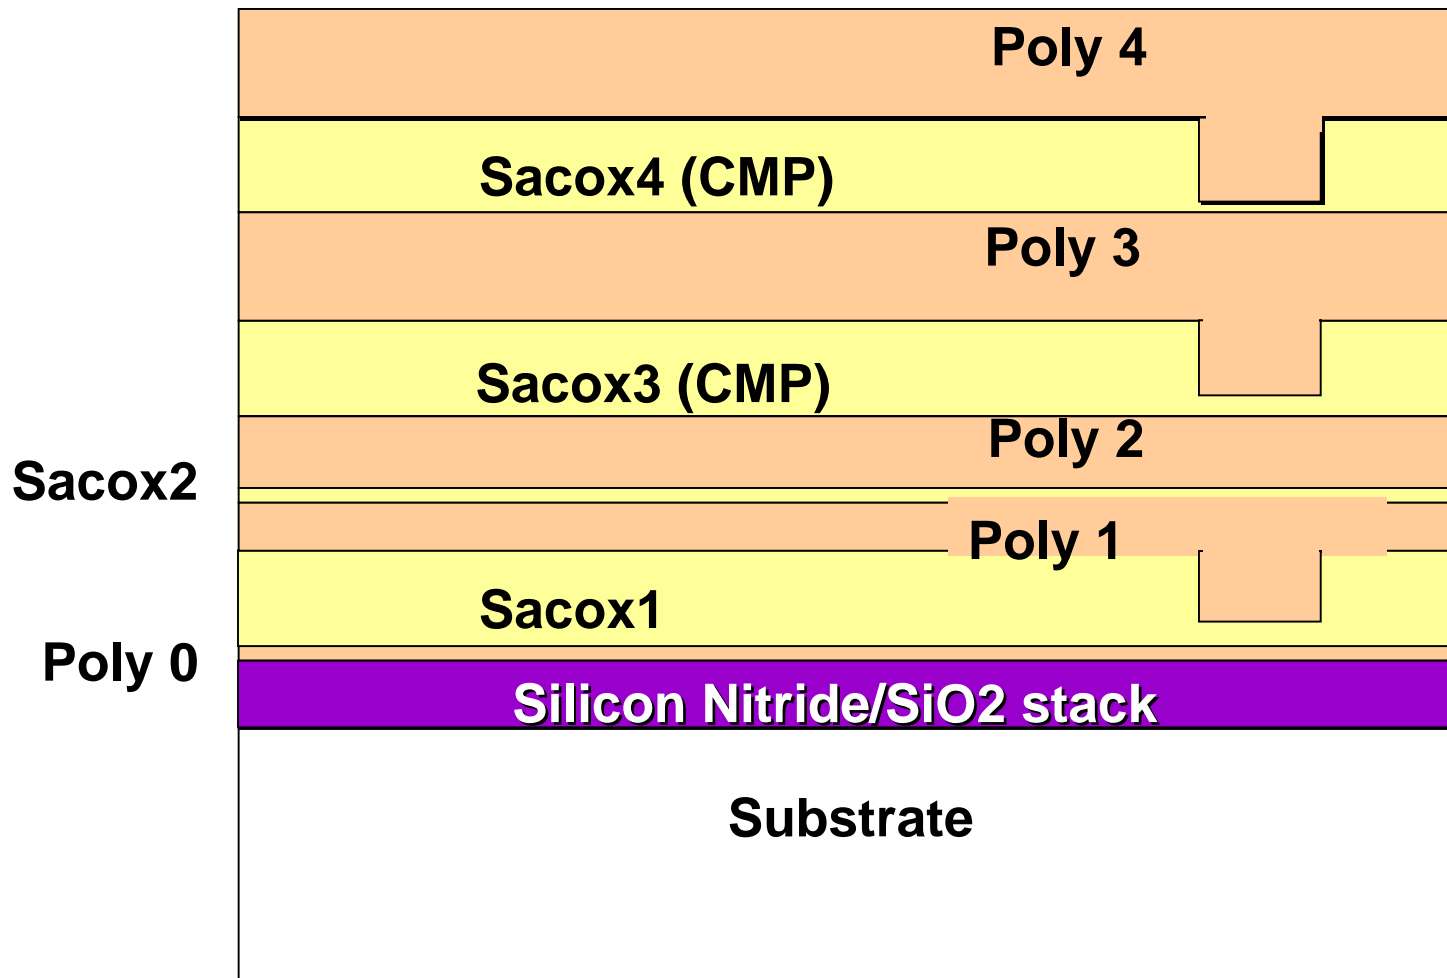 Poly 4
Sacox4 (CMP)
Poly 3
Sacox3 (CMP)
Poly 2
Sacox2
Poly 1
Sacox1
Poly 0
Silicon Nitride/SiO2 stack
Substrate